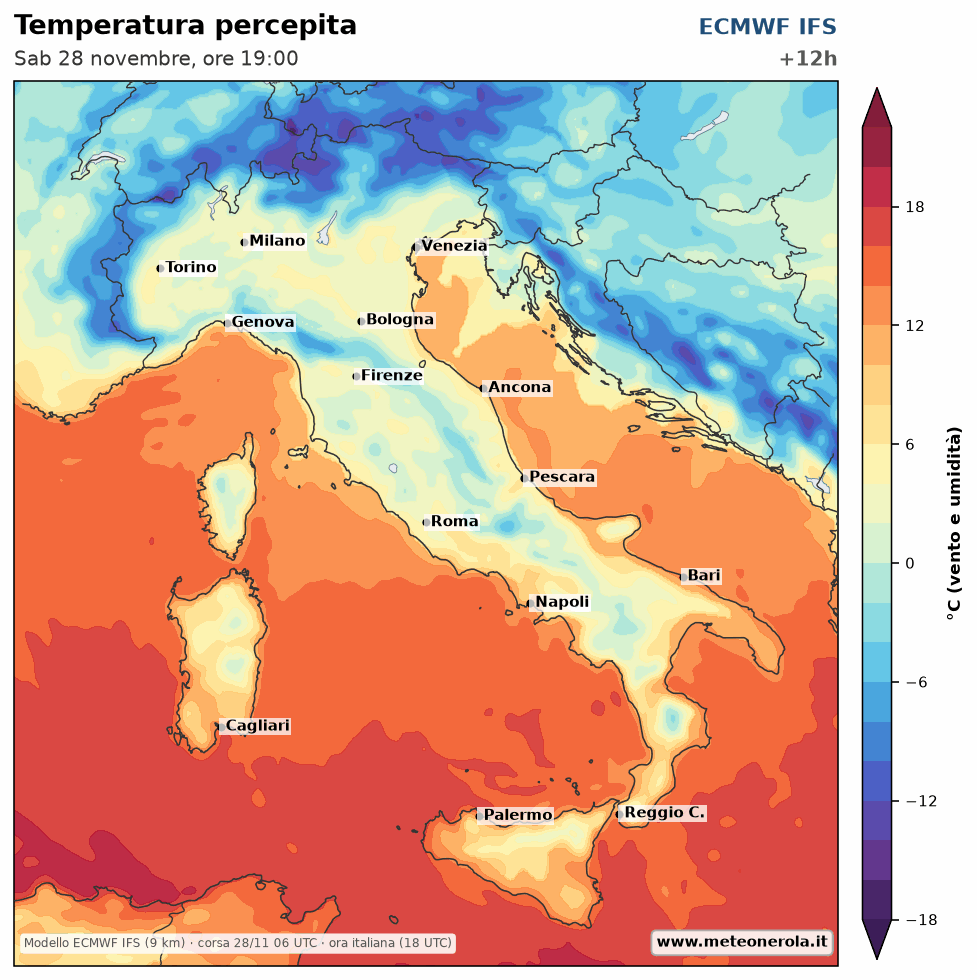 Temperatura percepita
ECMWF IFS
Sab 28 novembre, ore 19:00
+12h
Milano
Venezia
Torino
Genova
Bologna
Firenze
Ancona
Pescara
Roma
Bari
Napoli
Cagliari
Palermo
Reggio C.
18
12
6
0
−6
−12
−18
°C (vento e umidità)
Modello ECMWF IFS (9 km) · corsa 28/11 06 UTC · ora italiana (18 UTC)
www.meteonerola.it